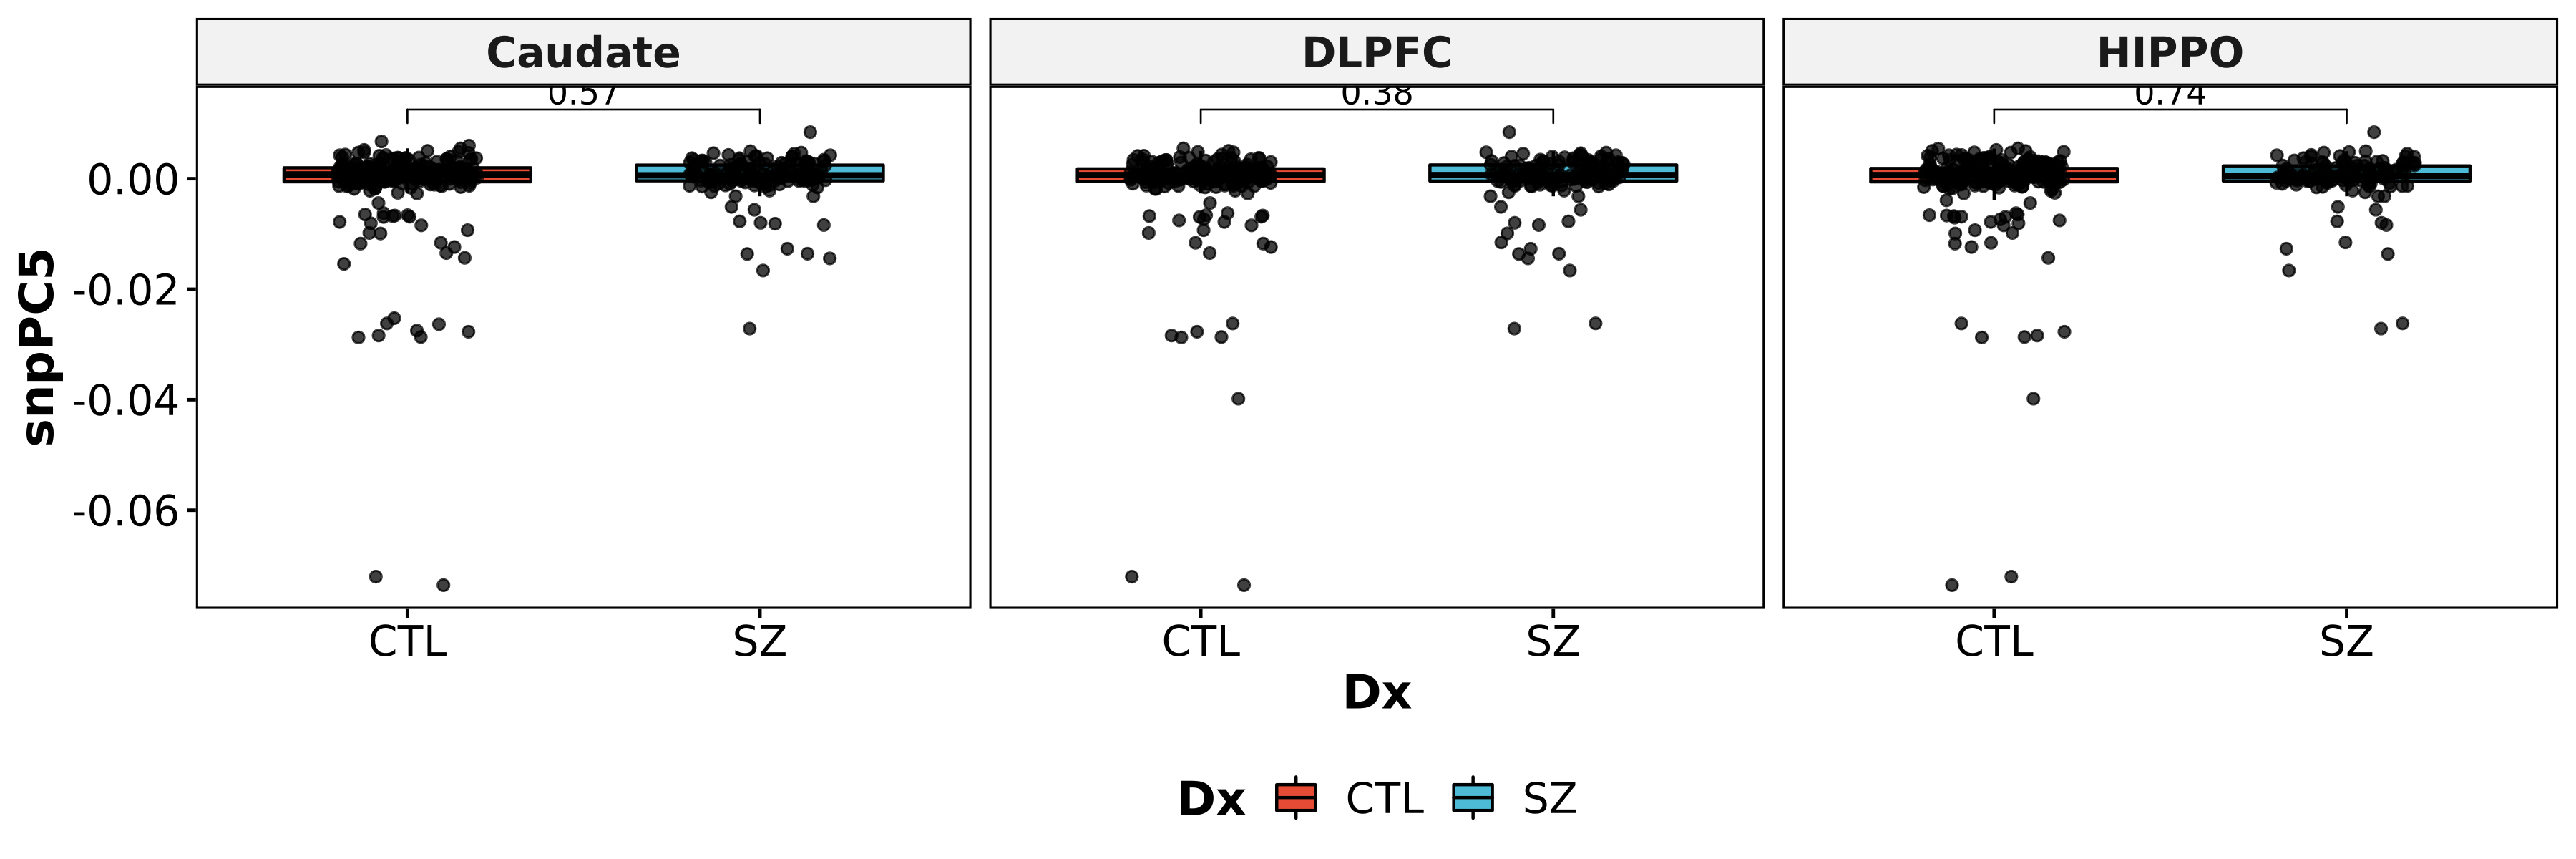 Caudate DLPFC HIPPO
0.57 0.38 0.74
0.00
-0.02
-0.04
-0.06
snpPC5
CTL SZ CTL SZ CTL SZ
Dx
Dx CTL SZ